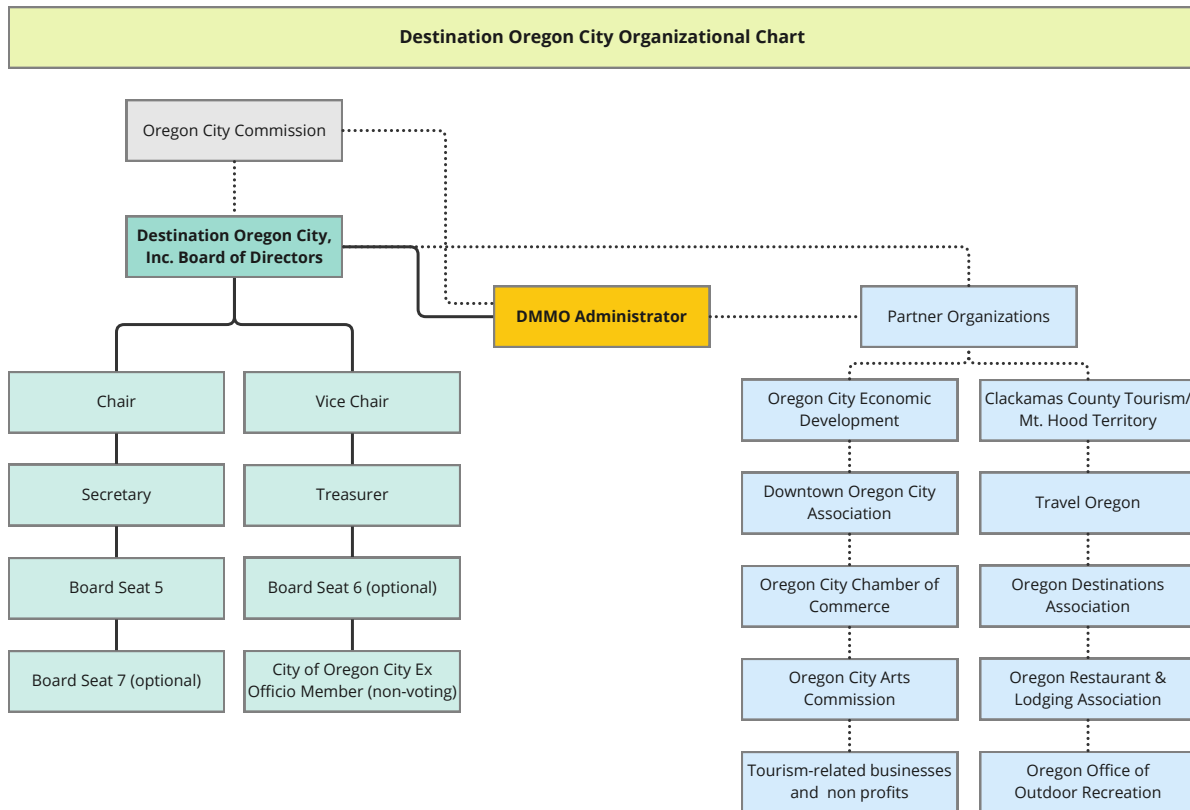 Destination Oregon City Organizational Chart
Oregon City Commission
Destination Oregon City,
Inc. Board of Directors
DMMO Administrator
Partner Organizations
Chair
Vice Chair
Secretary
Treasurer
Board Seat 5
Board Seat 6 (optional)
Board Seat 7 (optional)
City of Oregon City Ex
Officio Member (non-voting)
Oregon City Economic
Development
Clackamas County Tourism/
Mt. Hood Territory
Downtown Oregon City
Association
Travel Oregon
Oregon City Chamber of
Commerce
Oregon Destinations
Association
Oregon City Arts
Commission
Oregon Restaurant &
Lodging Association
Tourism-related businesses
and non profits
Oregon Office of
Outdoor Recreation